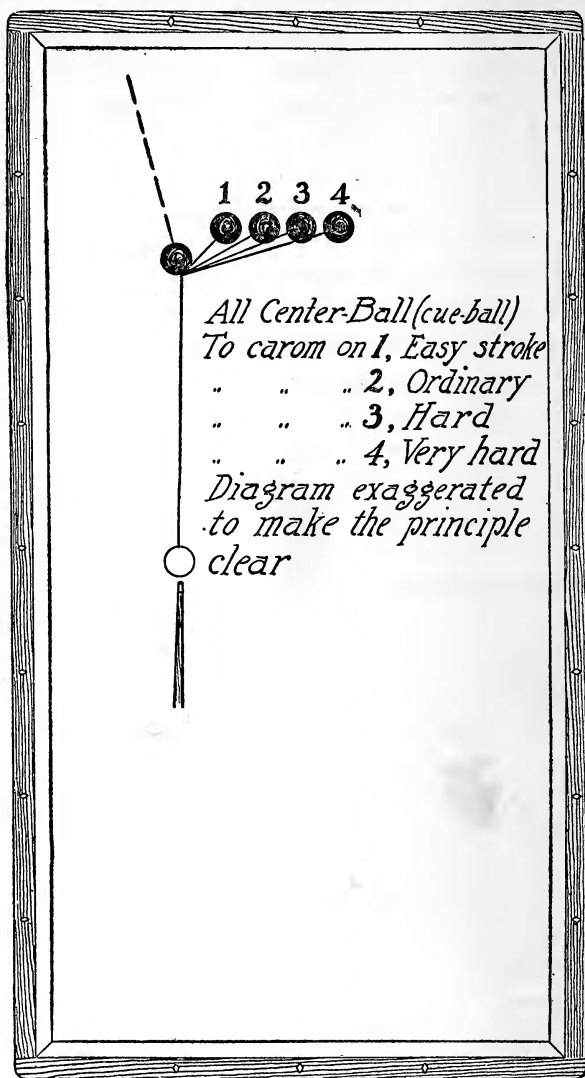 1 2 3 4
All Center-Ball (cue-ball)
To carom on 1, Easy stroke
" " " 2, Ordinary
" " " 3, Hard
" " " 4, Very hard
Diagram exaggerated
to make the principle
clear